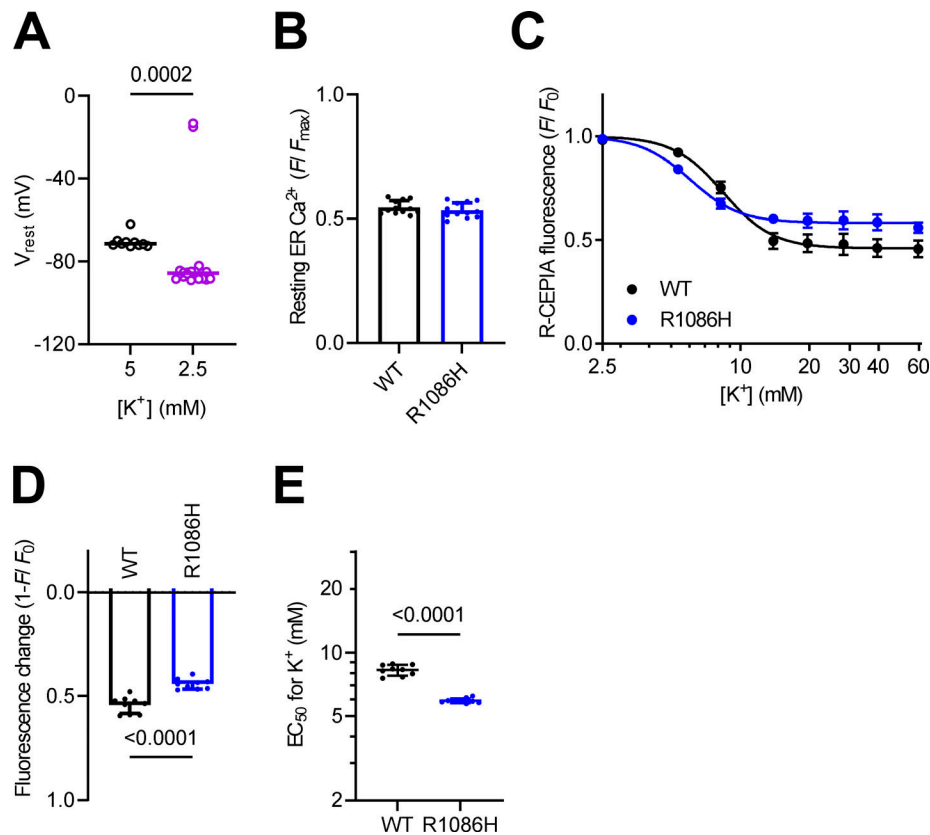 A
0.0002
0
-40
-80
-120
V_rest (mV)
5
2.5
[K⁺] (mM)
B
1.0
0.5
0.0
Resting ER Ca²⁺ (F/ F_max)
WT
R1086H
C
1.0
0.5
0.0
R-CEPIA fluorescence (F/ F₀)
WT
R1086H
2.5
10
20
30
40
60
[K⁺] (mM)
D
WT
R1086H
0.0
0.5
1.0
Fluorescence change (1-F/ F₀)
<0.0001
E
20
10
5
2
EC₅₀ for K⁺ (mM)
<0.0001
WT
R1086H